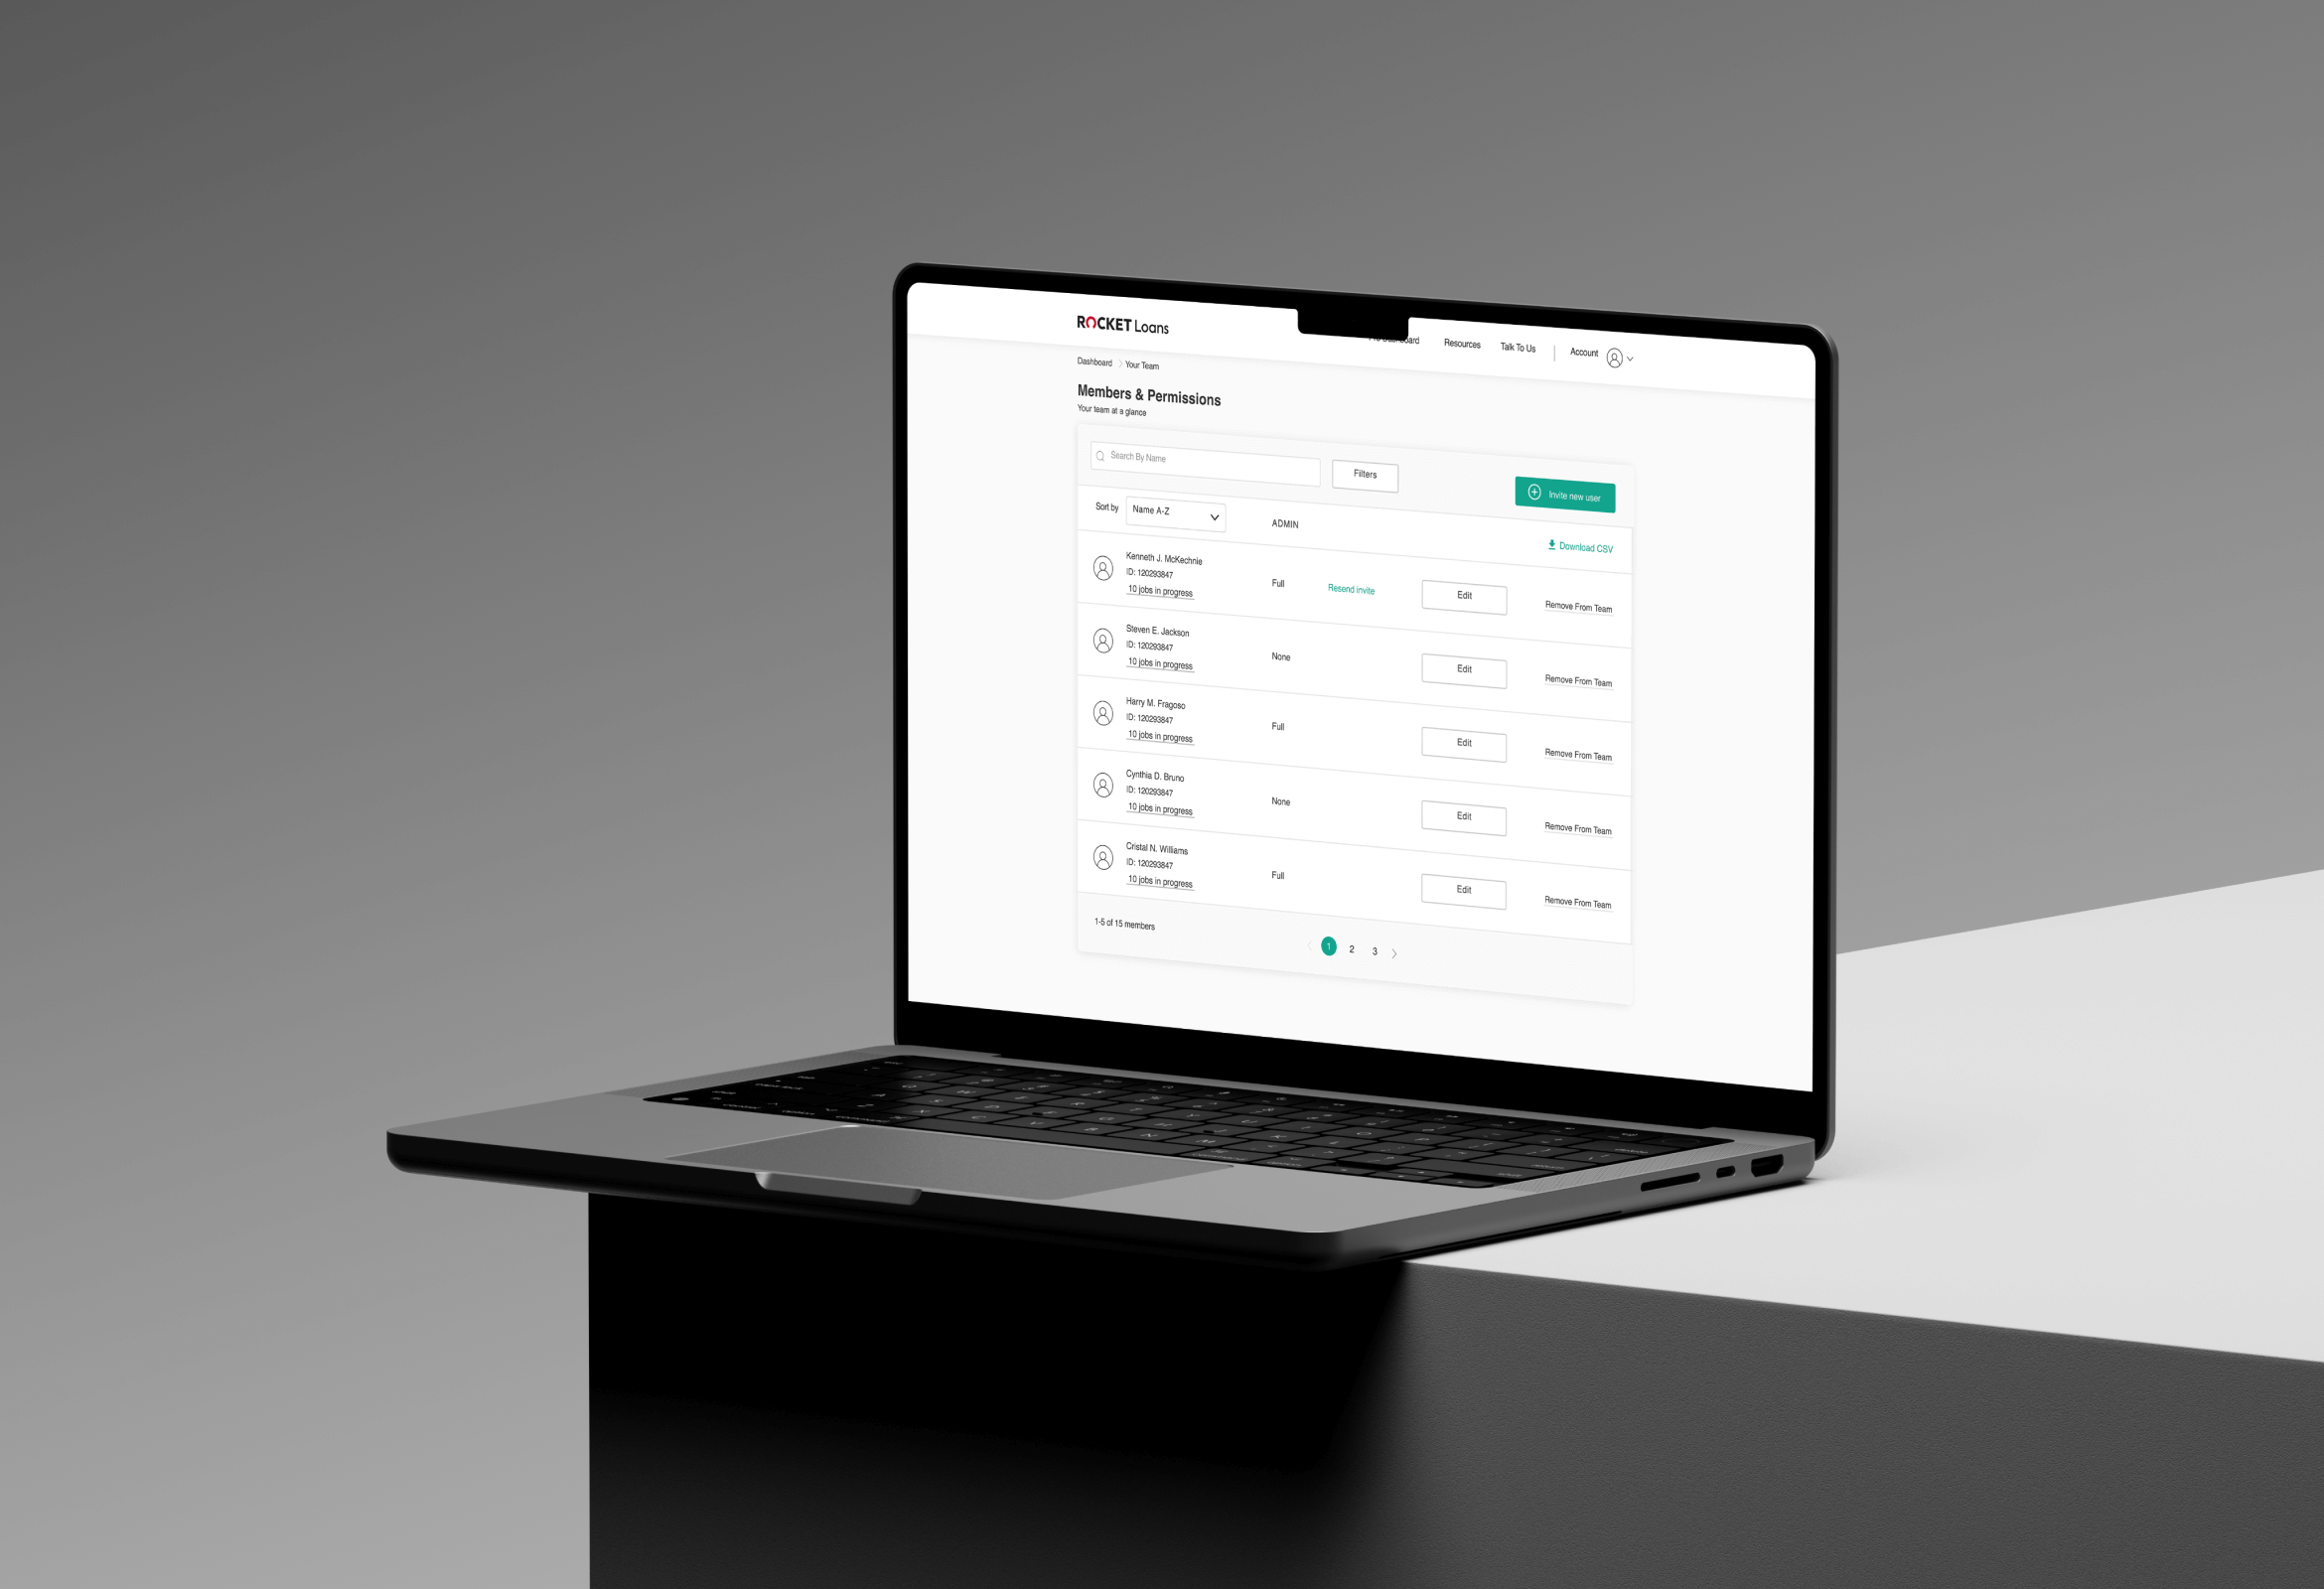 ROCKET Loans
Resources
Talk To Us
Account
Dashboard
Your Team
Members & Permissions
Your team at a glance
Search By Name
Filters
Invite new user
Sort by
Name A-Z
ADMIN
Download CSV
Kenneth J. McKechnie
ID: 120293847
10 jobs in progress
Full
Resend invite
Edit
Remove From Team
Steven E. Jackson
ID: 120293847
10 jobs in progress
None
Edit
Remove From Team
Harry M. Fragoso
ID: 120293847
10 jobs in progress
Full
Edit
Remove From Team
Cynthia D. Bruno
ID: 120293847
10 jobs in progress
None
Edit
Remove From Team
Cristal N. Williams
ID: 120293847
10 jobs in progress
Full
Edit
Remove From Team
1-5 of 15 members
1 2 3